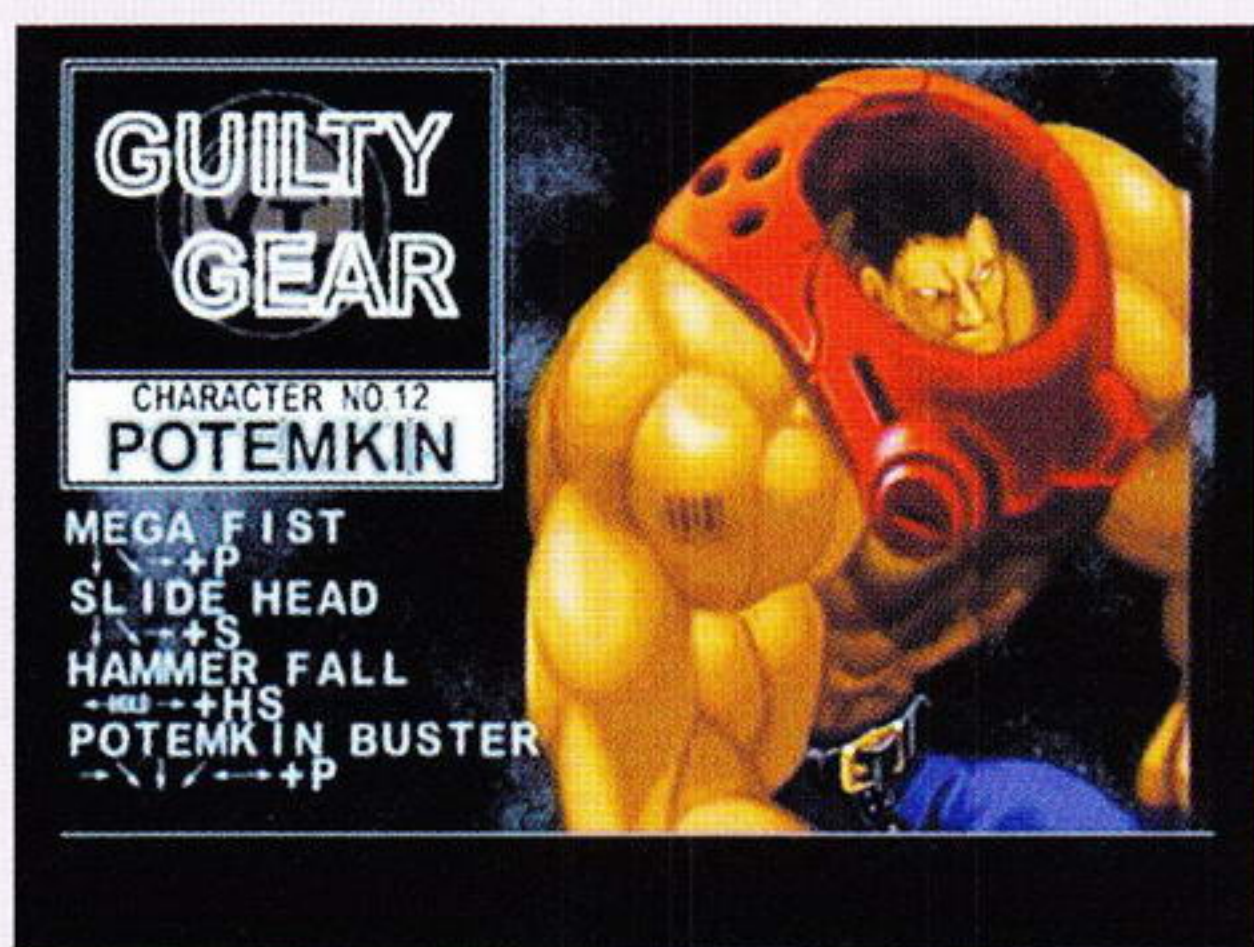 GUILTY
GEAR
CHARACTER NO.12
POTEMKIN
MEGA FIST
↓↘→+P
SLIDE HEAD
↓↘→+S
HAMMER FALL
←HOLD→+HS
POTEMKIN BUSTER
→↘↓↙←→+P